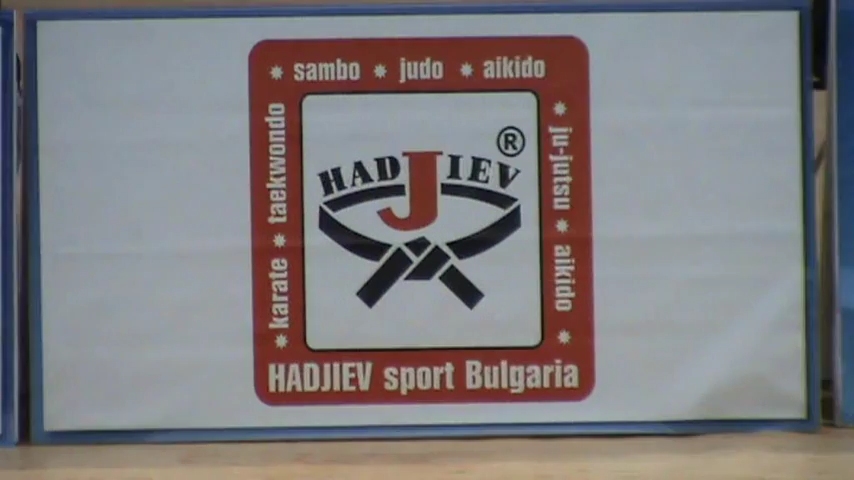 ✷ sambo ✷ judo ✷ aikido
✷ karate ✷ taekwondo
✷ ju-jutsu ✷ aikido ✷
®
HADJIEV
HADJIEV sport Bulgaria